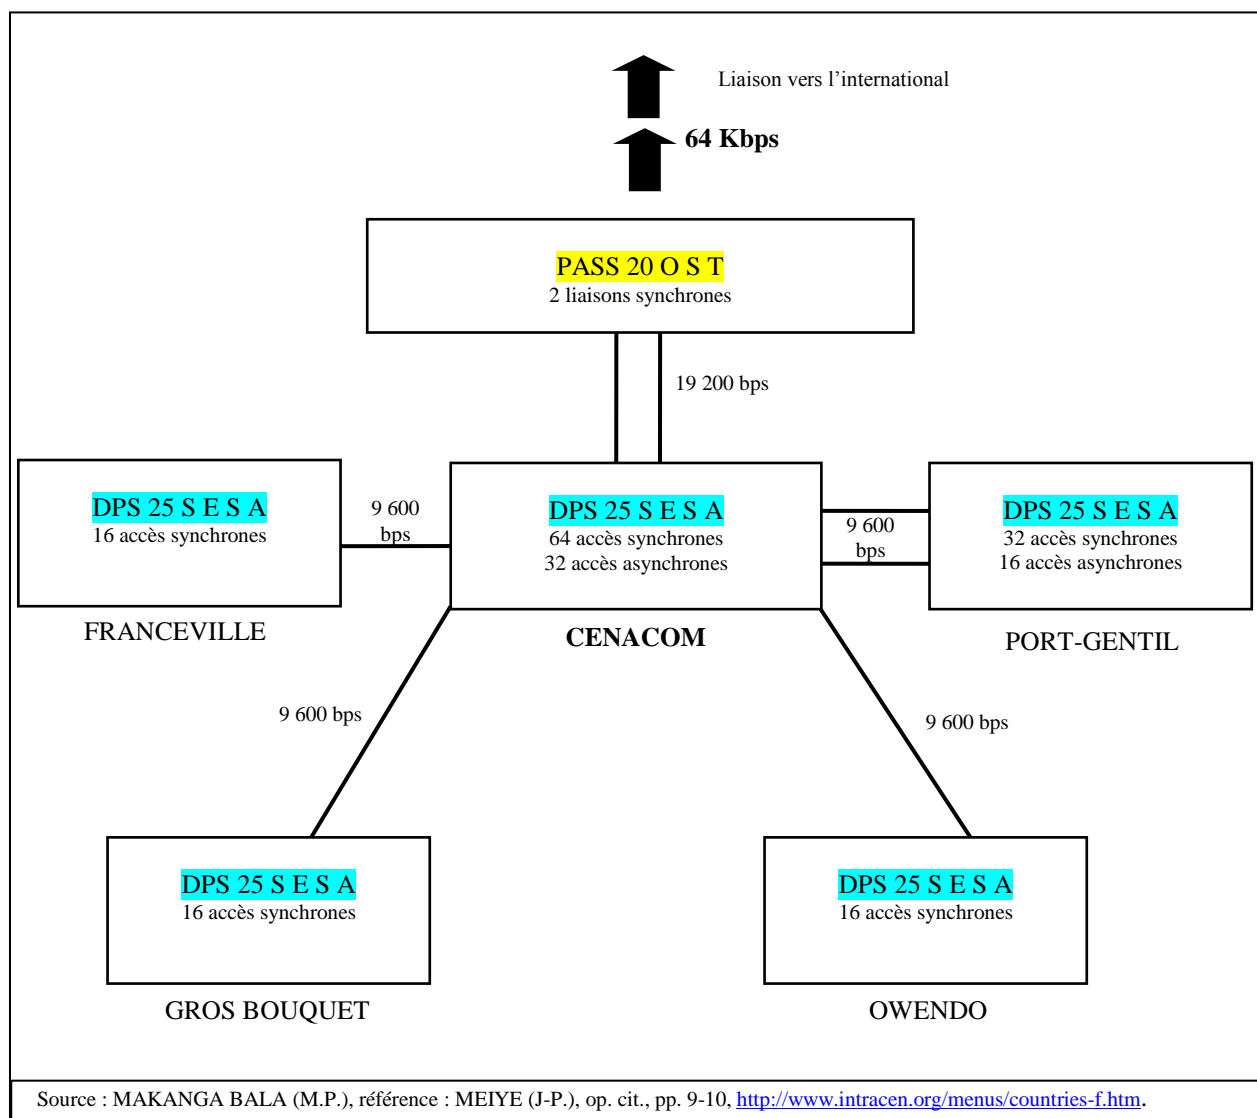 Liaison vers l’international
64 Kbps
PASS 20 O S T
2 liaisons synchrones
19 200 bps
DPS 25 S E S A
16 accès synchrones
FRANCEVILLE
9 600
bps
DPS 25 S E S A
64 accès synchrones
32 accès asynchrones
CENACOM
9 600
bps
DPS 25 S E S A
32 accès synchrones
16 accès asynchrones
PORT-GENTIL
9 600 bps
9 600 bps
DPS 25 S E S A
16 accès synchrones
GROS BOUQUET
DPS 25 S E S A
16 accès synchrones
OWENDO
Source : MAKANGA BALA (M.P.), référence : MEIYE (J-P.), op. cit., pp. 9-10, http://www.intracen.org/menus/countries-f.htm.